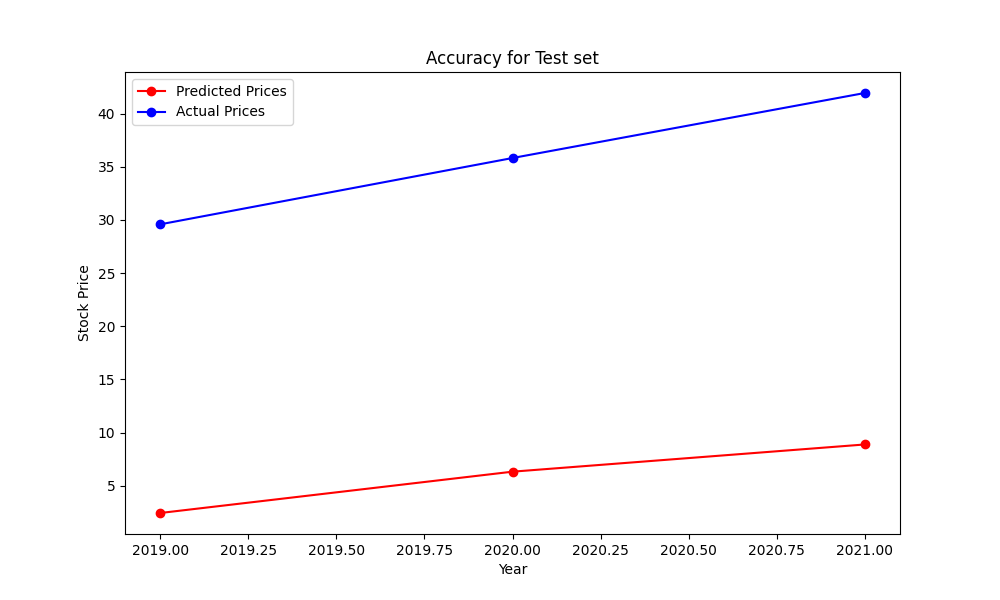 Accuracy for Test set
Predicted Prices
Actual Prices
40
35
30
25
20
15
10
5
Stock Price
2019.00 2019.25 2019.50 2019.75 2020.00 2020.25 2020.50 2020.75 2021.00
Year